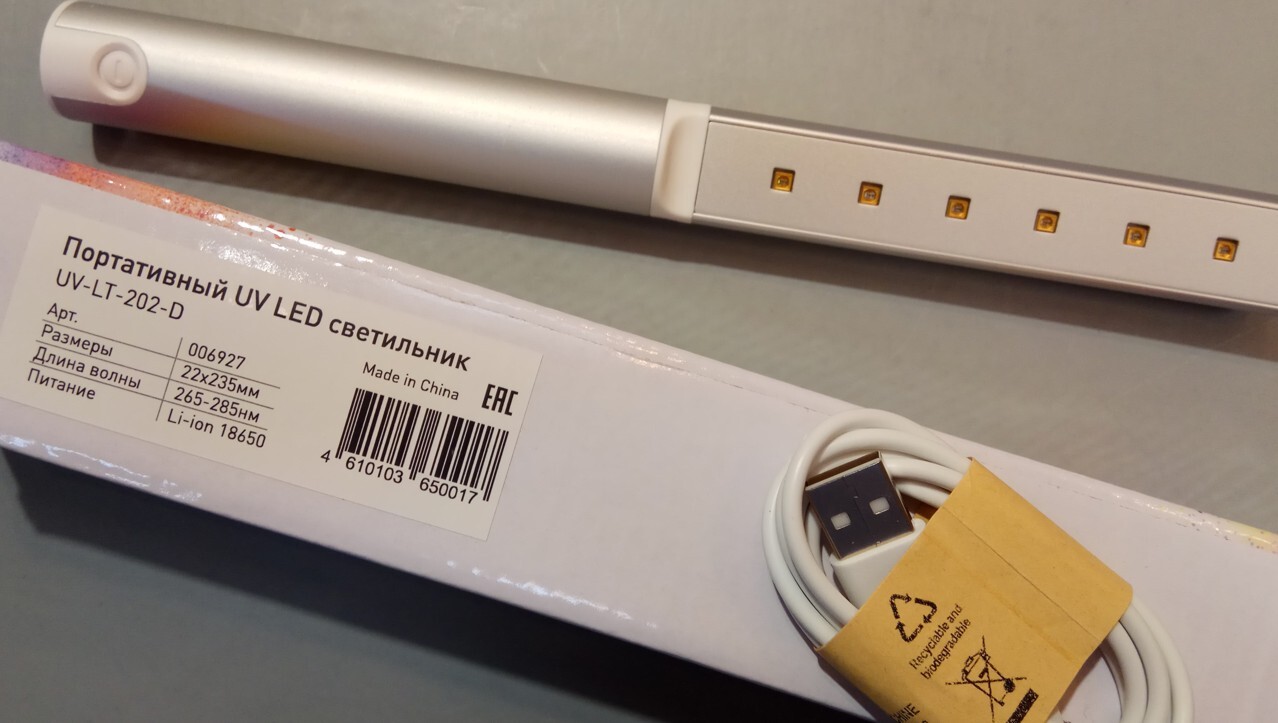 Портативный UV LED светильник
UV-LT-202-D
Арт. 006927
Размеры 22x235мм
Длина волны 265-285нм
Питание Li-ion 18650
Made in China EAC
4 610103 650017
Recyclable and
biodegradable